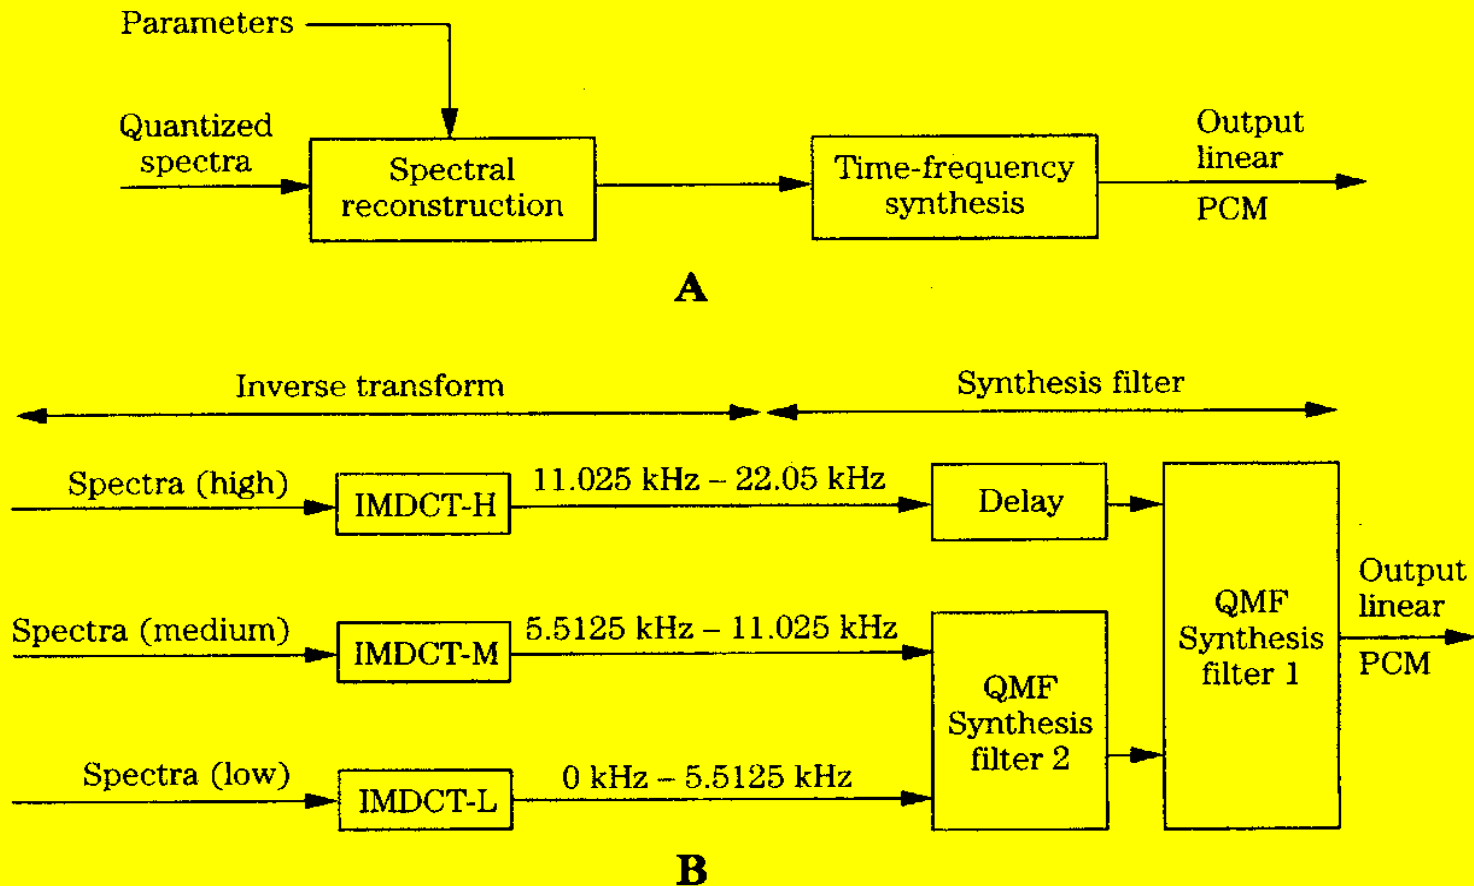 Parameters
Quantized
spectra
Spectral
reconstruction
Time-frequency
synthesis
Output
linear
PCM
A
Inverse transform
Synthesis filter
Spectra (high)
IMDCT-H
11.025 kHz – 22.05 kHz
Delay
Spectra (medium)
IMDCT-M
5.5125 kHz – 11.025 kHz
QMF
Synthesis
filter 2
QMF
Synthesis
filter 1
Output
linear
PCM
Spectra (low)
IMDCT-L
0 kHz – 5.5125 kHz
B